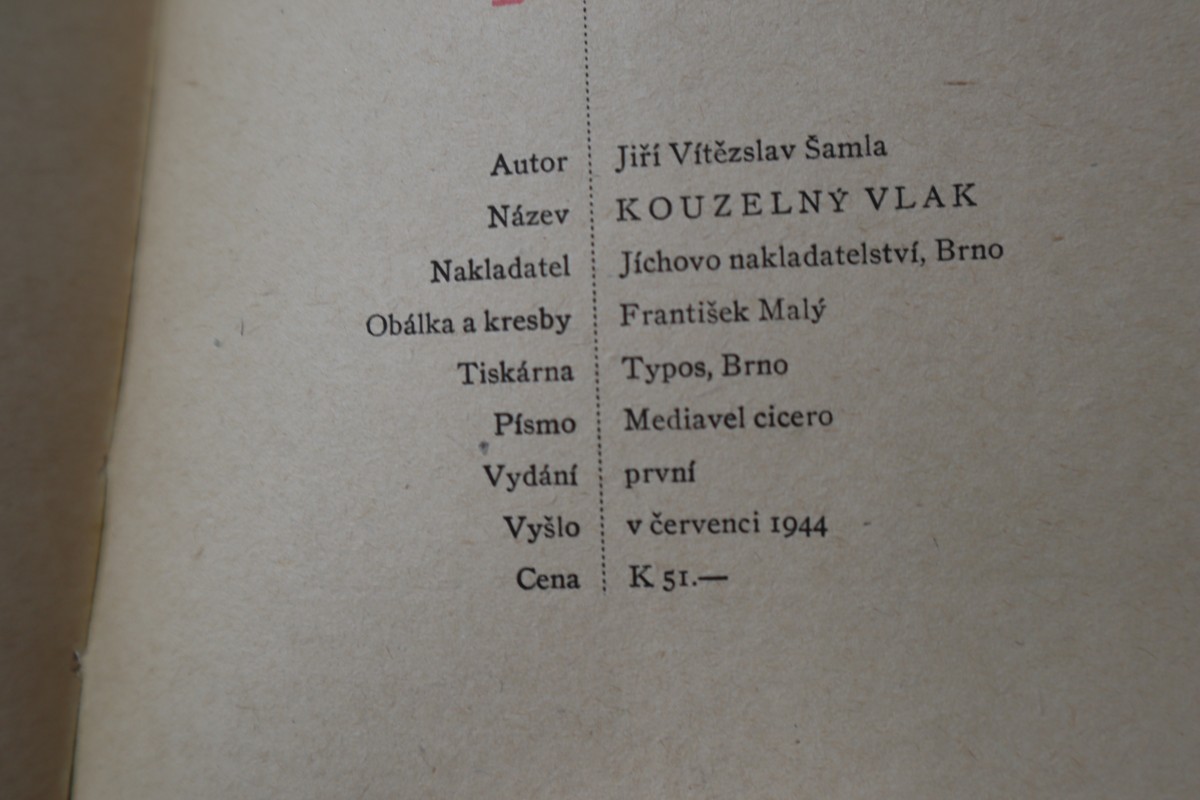 Autor Jiří Vítězslav Šamla
Název KOUZELNÝ VLAK
Nakladatel Jíchovo nakladatelství, Brno
Obálka a kresby František Malý
Tiskárna Typos, Brno
Písmo Mediavel cicero
Vydání první
Vyšlo v červenci 1944
Cena K 51.—